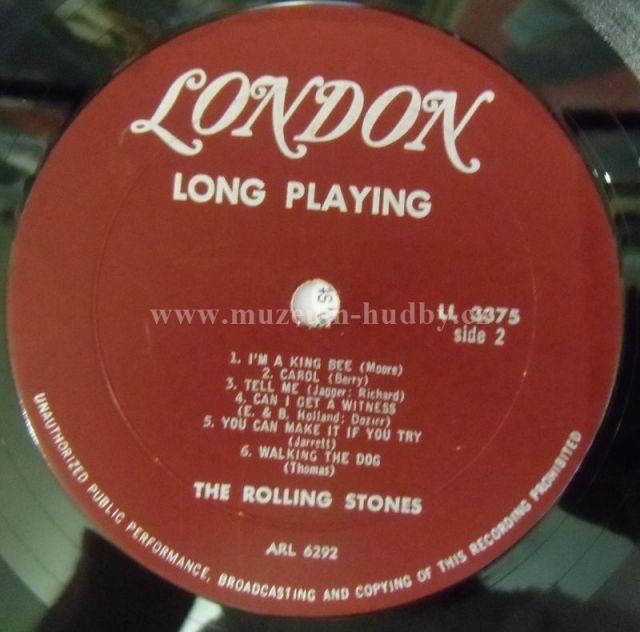 LONDON
LONG PLAYING
LL 3375
side 2
www.muzeum-hudby.cz
1. I'M A KING BEE (Moore)
2. CAROL (Berry)
3. TELL ME (Jagger; Richard)
4. CAN I GET A WITNESS
(E. & B. Holland; Dozirr)
5. YOU CAN MAKE IT IF YOU TRY
(Jarrett)
6. WALKING THE DOG
(Thomas)
THE ROLLING STONES
ARL 6292
UNAUTHORIZED PUBLIC PERFORMANCE, BROADCASTING AND COPYING OF THIS RECORDING PROHIBITED